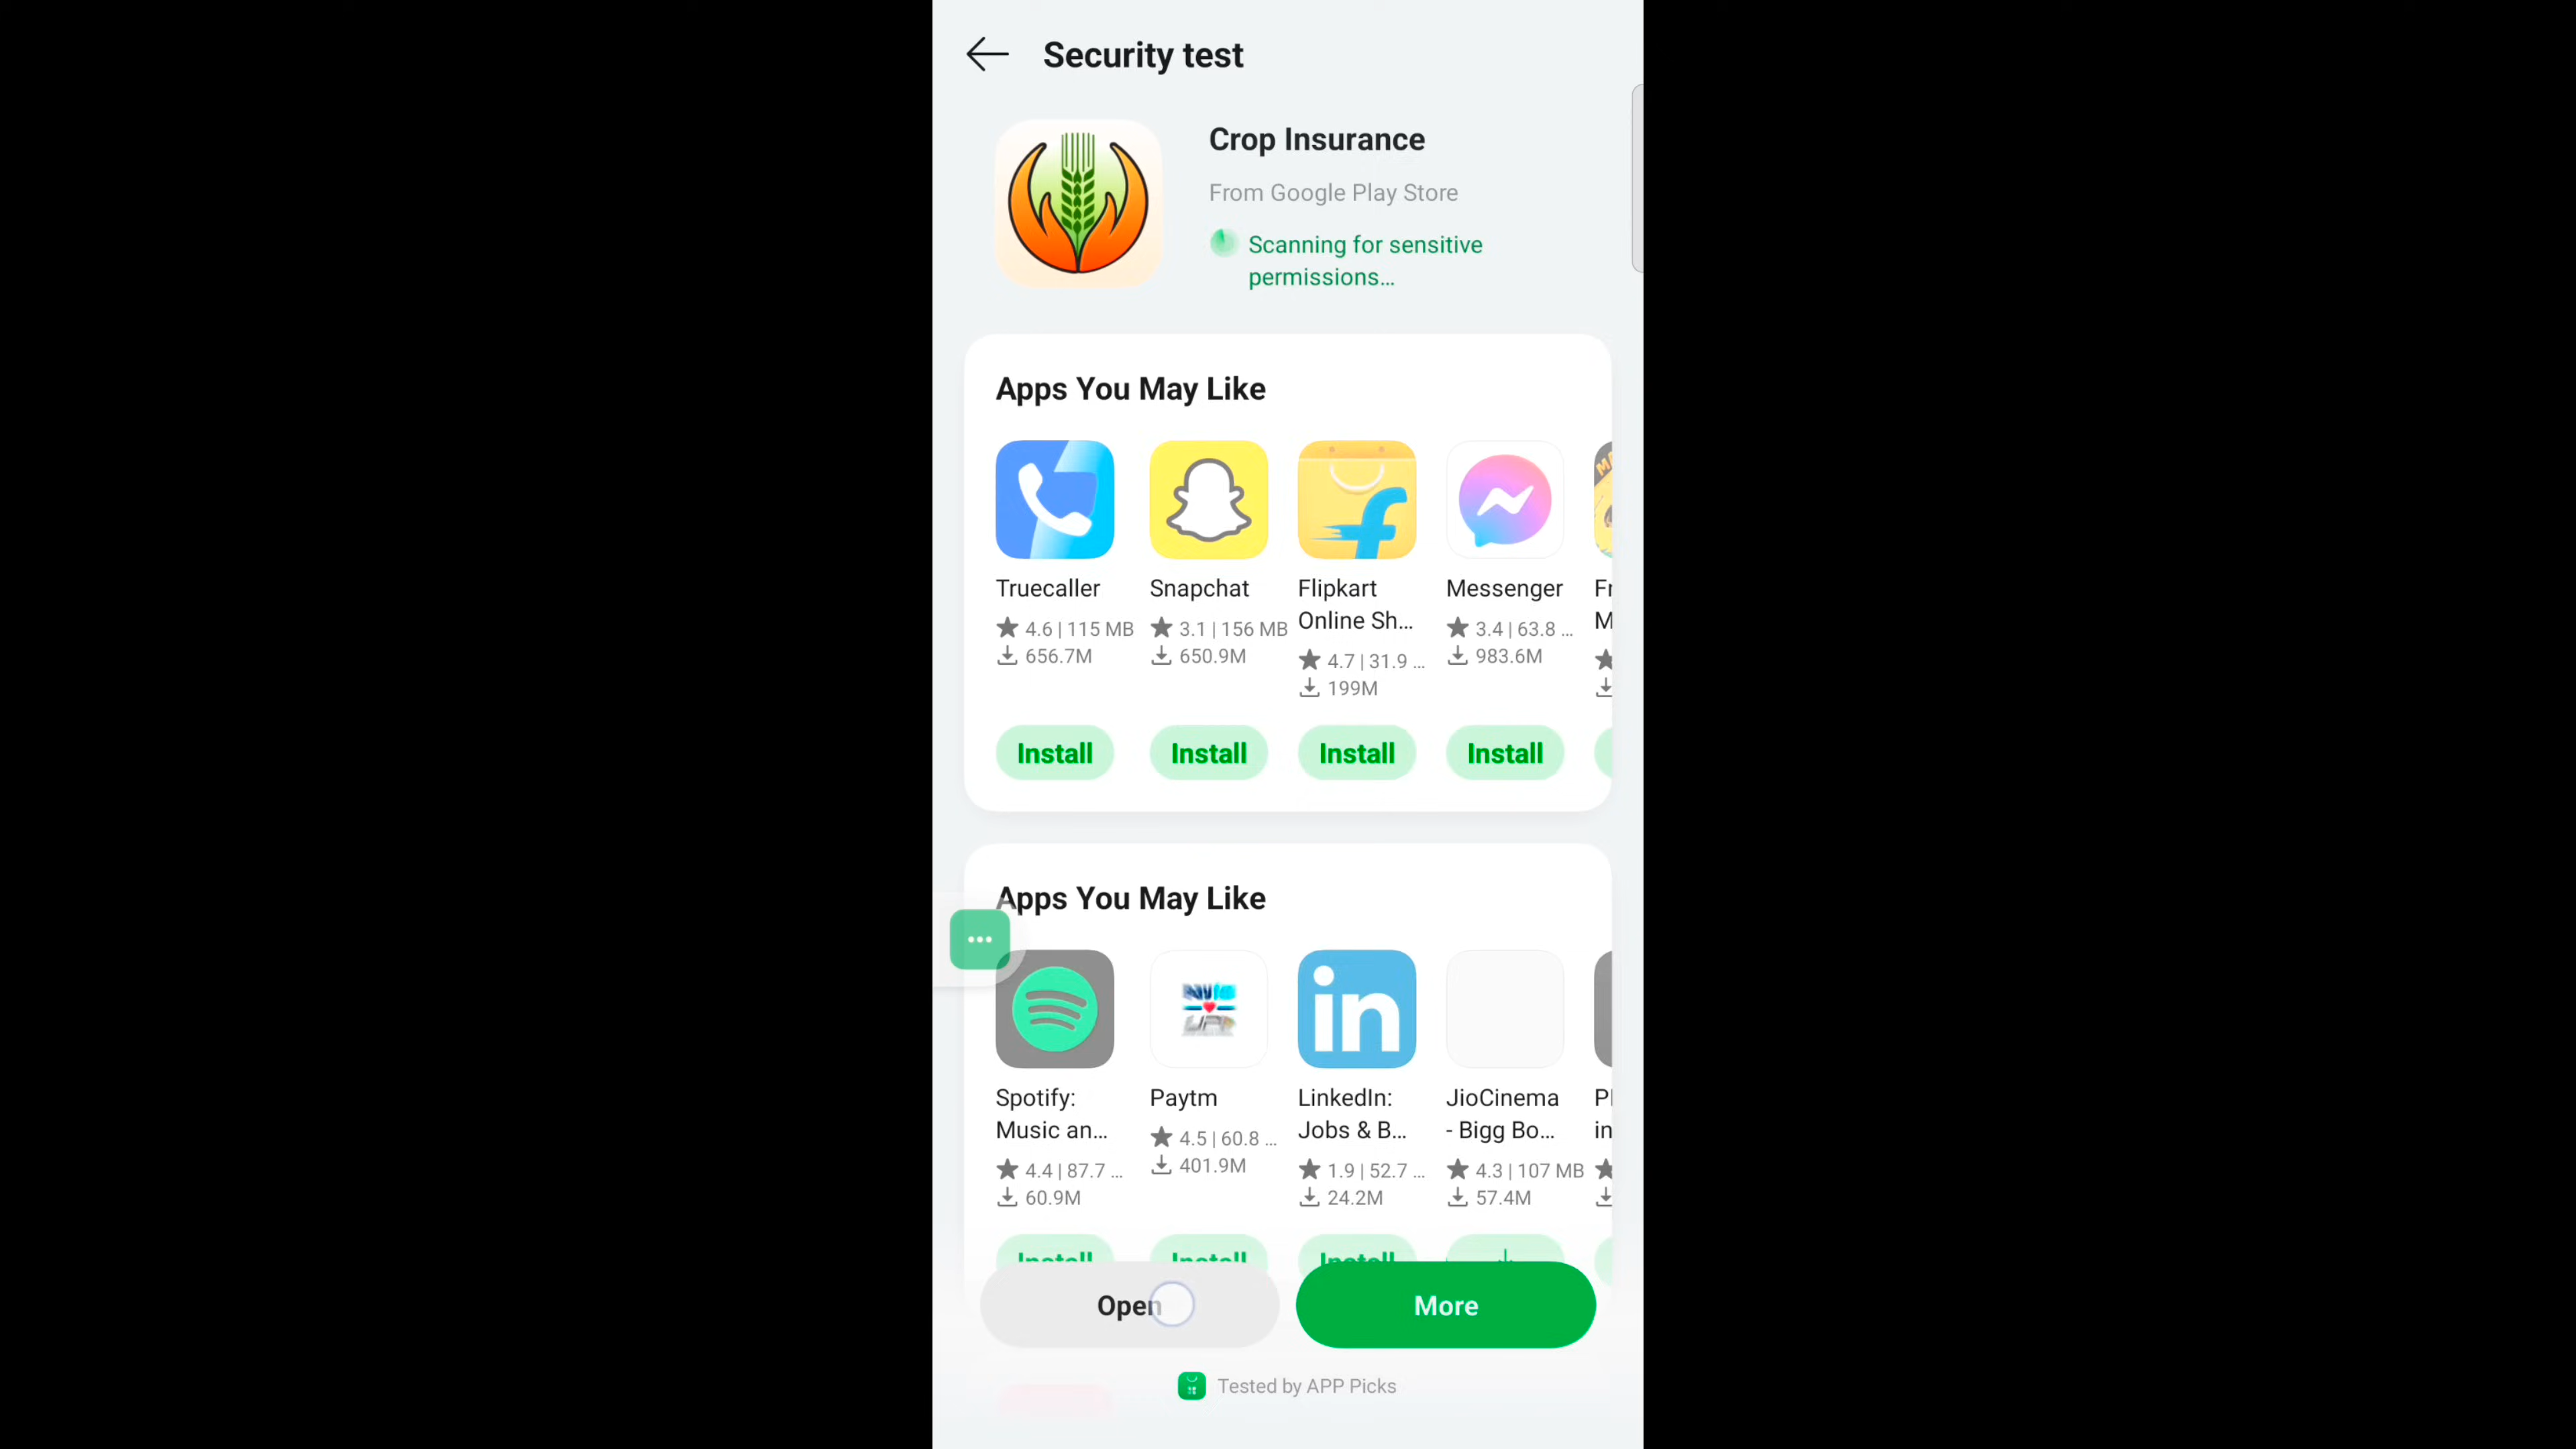 Security test
Crop Insurance
From Google Play Store
Scanning for sensitive
permissions...
Apps You May Like
Truecaller
4.6 | 115 MB
656.7M
Install
Snapchat
3.1 | 156 MB
650.9M
Install
Flipkart
Online Sh...
4.7 | 31.9 ...
199M
Install
Messenger
3.4 | 63.8 ...
983.6M
Install
Apps You May Like
Spotify:
Music an...
4.4 | 87.7 ...
60.9M
Install
Paytm
4.5 | 60.8 ...
401.9M
Install
LinkedIn:
Jobs & B...
1.9 | 52.7 ...
24.2M
Install
JioCinema
- Bigg Bo...
4.3 | 107 MB
57.4M
Open
More
Tested by APP Picks